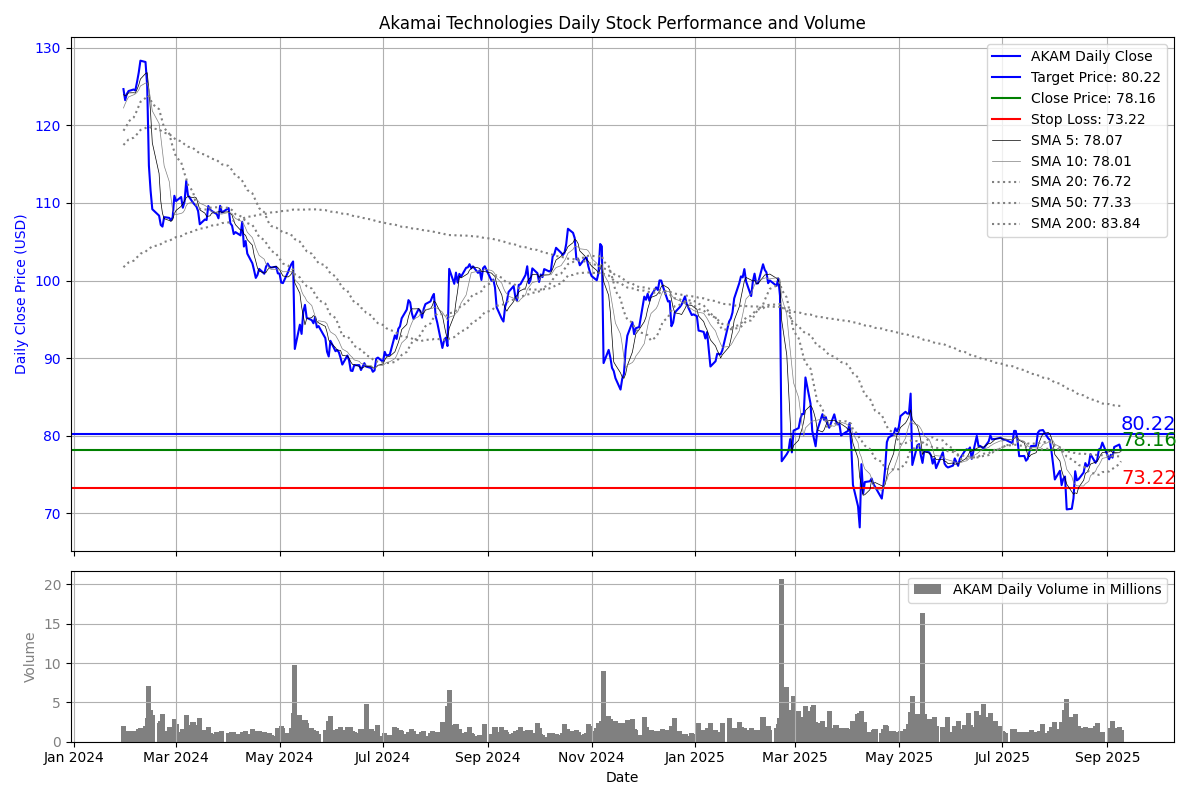 Akamai Technologies Daily Stock Performance and Volume
130
120
110
100
90
80
70
Daily Close Price (USD)
AKAM Daily Close
Target Price: 80.22
Close Price: 78.16
Stop Loss: 73.22
SMA 5: 78.07
SMA 10: 78.01
SMA 20: 76.72
SMA 50: 77.33
SMA 200: 83.84
80.22
78.16
73.22
20
15
10
5
0
Volume
AKAM Daily Volume in Millions
Jan 2024
Mar 2024
May 2024
Jul 2024
Sep 2024
Nov 2024
Jan 2025
Mar 2025
May 2025
Jul 2025
Sep 2025
Date